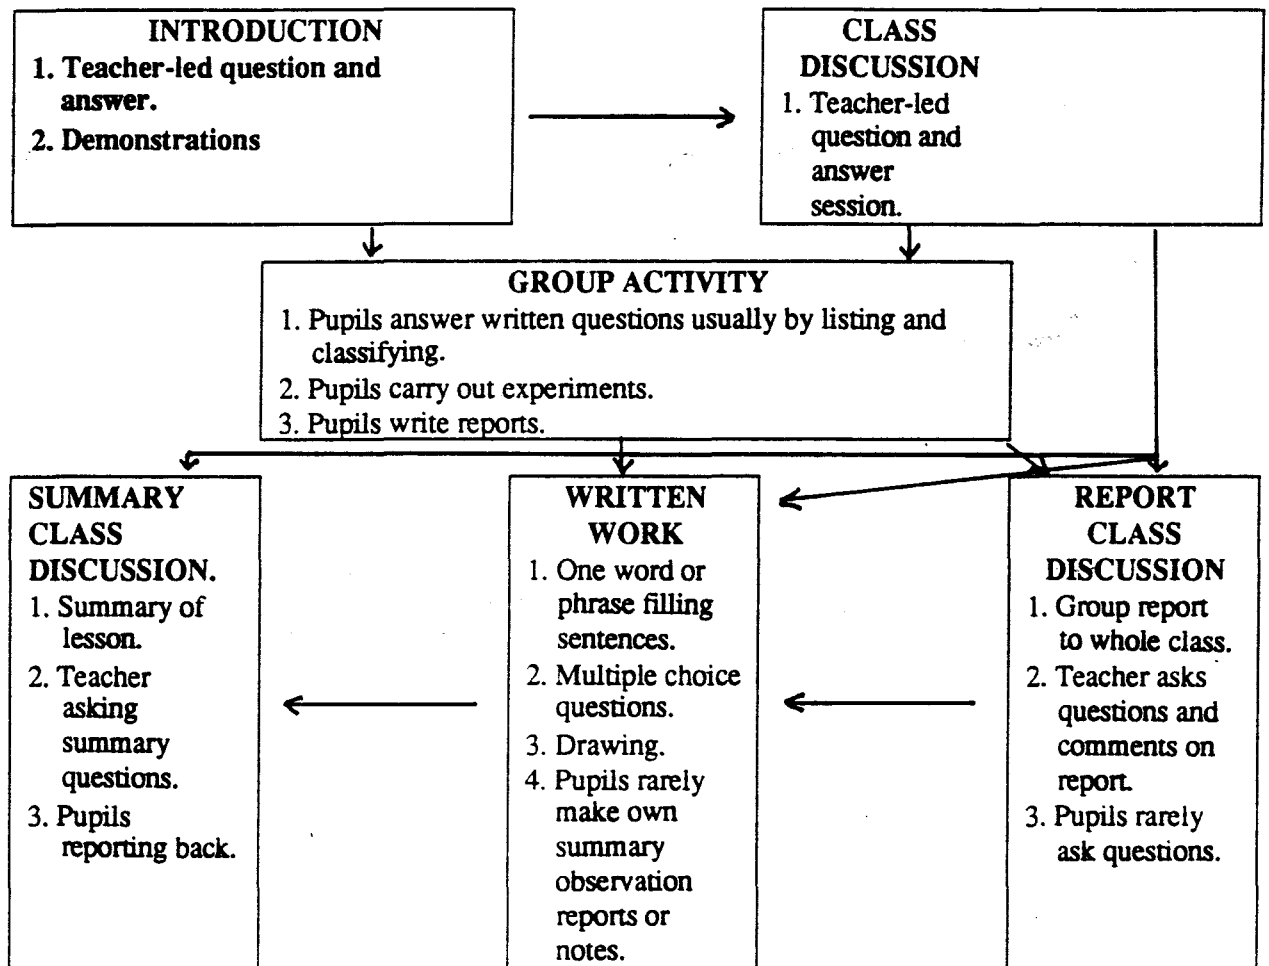 INTRODUCTION
1. Teacher-led question and
answer.
2. Demonstrations
CLASS
DISCUSSION
1. Teacher-led
question and
answer
session.
GROUP ACTIVITY
1. Pupils answer written questions usually by listing and
classifying.
2. Pupils carry out experiments.
3. Pupils write reports.
SUMMARY
CLASS
DISCUSSION.
1. Summary of
lesson.
2. Teacher
asking
summary
questions.
3. Pupils
reporting back.
WRITTEN
WORK
1. One word or
phrase filling
sentences.
2. Multiple choice
questions.
3. Drawing.
4. Pupils rarely
make own
summary
observation
reports or
notes.
REPORT
CLASS
DISCUSSION
1. Group report
to whole class.
2. Teacher asks
questions and
comments on
report.
3. Pupils rarely
ask questions.